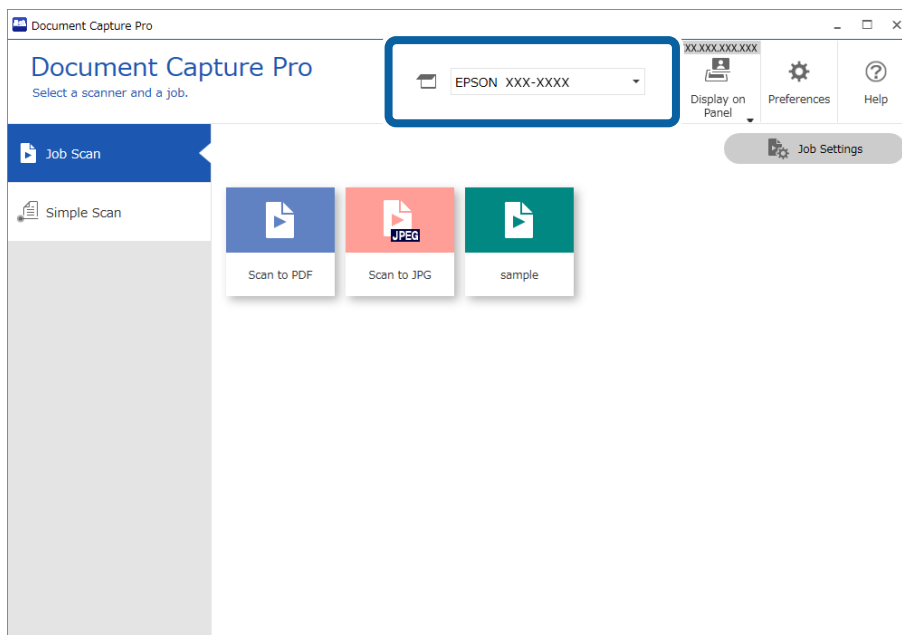 Document Capture Pro
Document Capture Pro
Select a scanner and a job.
EPSON XXX-XXXX
XX.XXX.XXX.XXX
Display on
Panel
Preferences
Help
Job Scan
Job Settings
Simple Scan
JPEG
Scan to PDF
Scan to JPG
sample